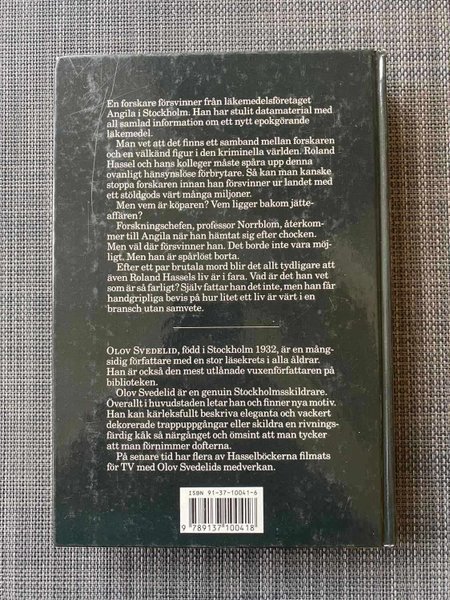 En forskare försvinner från läkemedelsföretaget
Angila i Stockholm. Han har stulit datamaterial med
all samlad information om ett nytt epokgörande
läkemedel.
Man vet att det finns ett samband mellan forskaren
och en välkänd figur i den kriminella världen. Roland
Hassel och hans kolleger måste spåra upp denna
ovanligt hänsynslöse förbrytare. Så kan man kanske
stoppa forskaren innan han försvinner ur landet med
ett stöldgods värt många miljoner.
Men vem är köparen? Vem ligger bakom jätte-
affären?
Forskningschefen, professor Norrblom, återkom-
mer till Angila när han hämtat sig efter chocken.
Men väl där försvinner han. Det borde inte vara möj-
ligt. Men han är spårlöst borta.
Efter ett par brutala mord blir det allt tydligare att
även Roland Hassels liv är i fara. Vad är det han vet
som är så farligt? Själv fattar han det inte, men han får
handgripliga bevis på hur litet ett liv är värt i en
bransch utan samvete.
OLOV SVEDELID, född i Stockholm 1932, är en mång-
sidig författare med en stor läsekrets i alla åldrar.
Han är också den mest utlånade vuxenförfattaren på
biblioteken.
Olov Svedelid är en genuin Stockholmsskildrare.
Överallt i huvudstaden letar han och finner nya motiv.
Han kan kärleksfullt beskriva eleganta och vackert
dekorerade trappuppgångar eller skildra en rivnings-
färdig kåk så närgånget och ömsint att man tycker
att man förnimmer dofterna.
På senare tid har flera av Hasselböckerna filmats
för TV med Olov Svedelids medverkan.
ISBN 91-37-10041-6
9 789137 100418